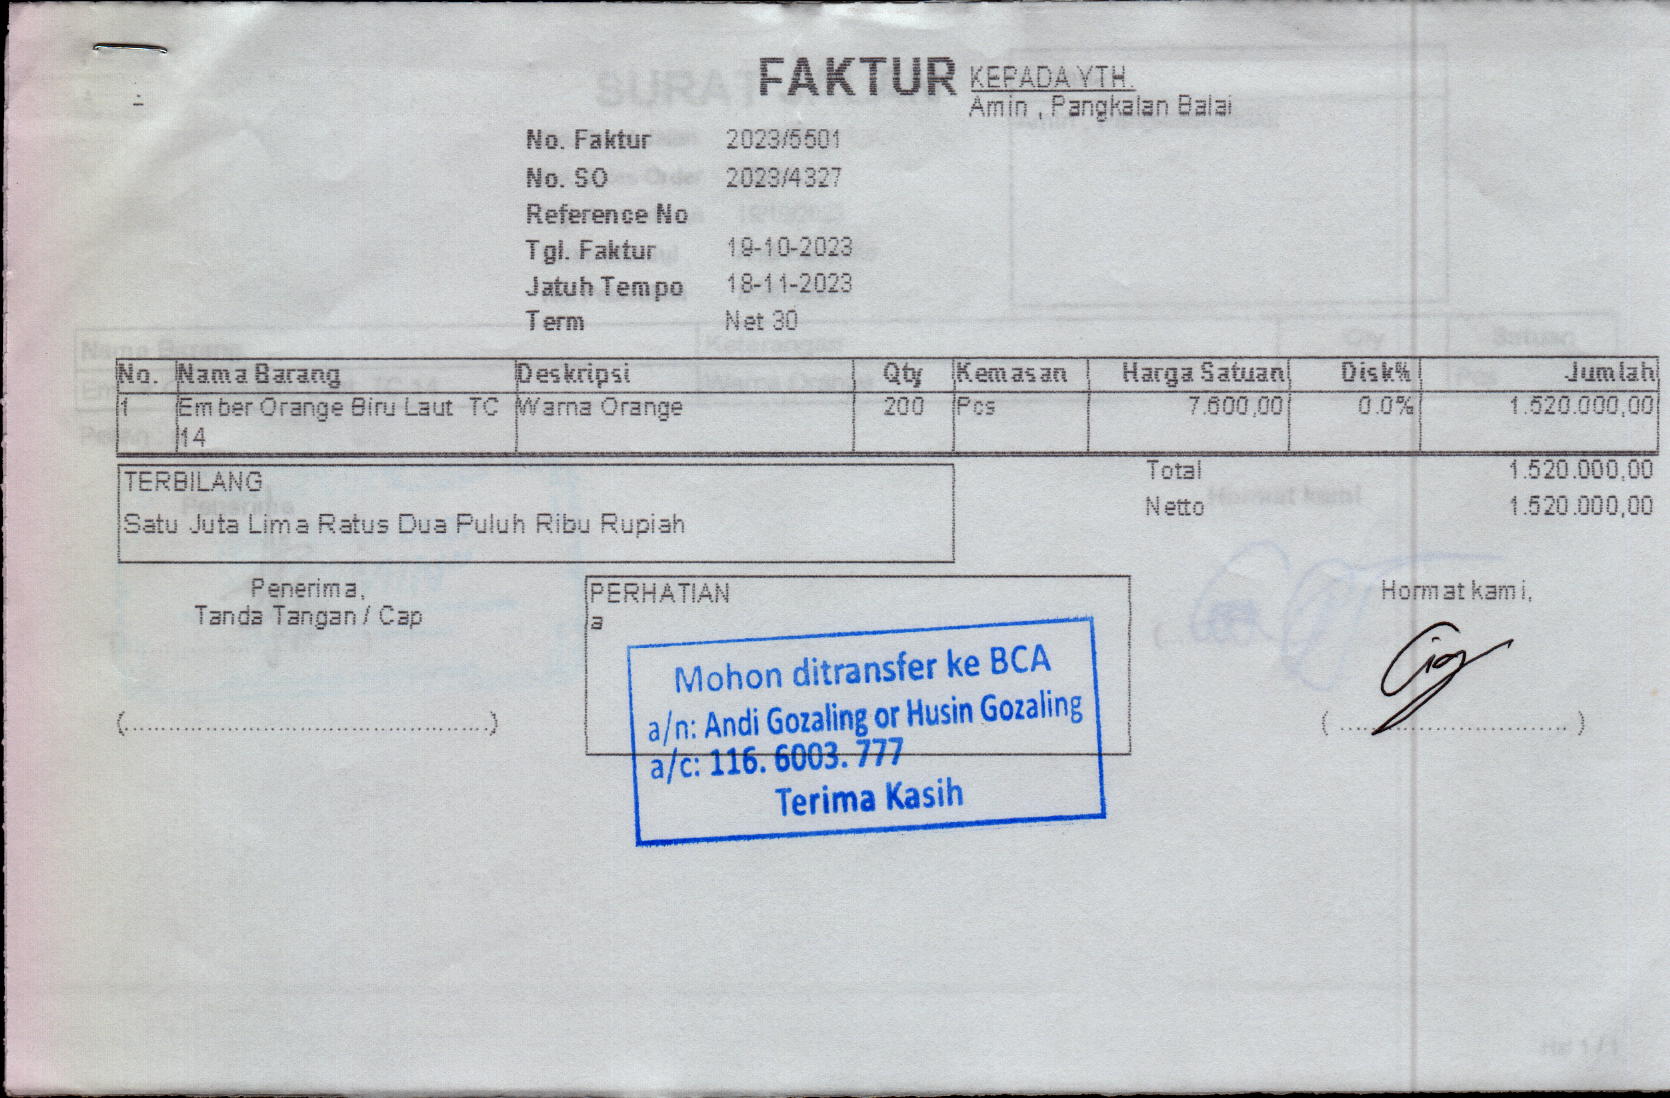 FAKTUR
KEPADA YTH.
Amin , Pangkalan Balai
No. Faktur 2023/5501
No. SO 2023/4327
Reference No
Tgl. Faktur 19-10-2023
Jatuh Tempo 18-11-2023
Term Net 30
No. Nama Barang Deskripsi Qty Kemasan Harga Satuan Disk% Jumlah
1 Ember Orange Biru Laut TC 14 Warna Orange 200 Pcs 7.600,00 0.0% 1.520.000,00
Total 1.520.000,00
Netto 1.520.000,00
TERBILANG
Satu Juta Lima Ratus Dua Puluh Ribu Rupiah
Penerima,
Tanda Tangan / Cap
(................................................)
PERHATIAN
a
Mohon ditransfer ke BCA
a/n: Andi Gozaling or Husin Gozaling
a/c: 116. 6003. 777
Terima Kasih
Hormat kami,
( .............................. )